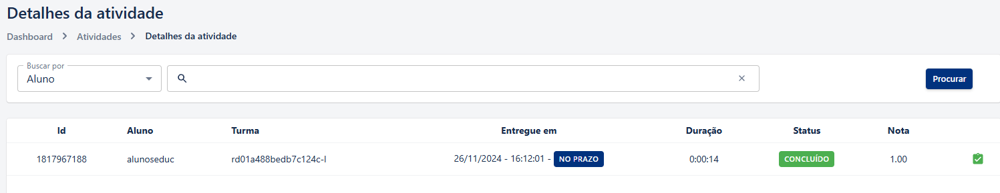 Detalhes da atividade
Dashboard > Atividades > Detalhes da atividade
Buscar por
Aluno
Procurar
Id Aluno Turma Entregue em Duração Status Nota
1817967188 alunoseduc rd01a488bedb7c124c-l 26/11/2024 - 16:12:01 - NO PRAZO 0:00:14 CONCLUÍDO 1.00